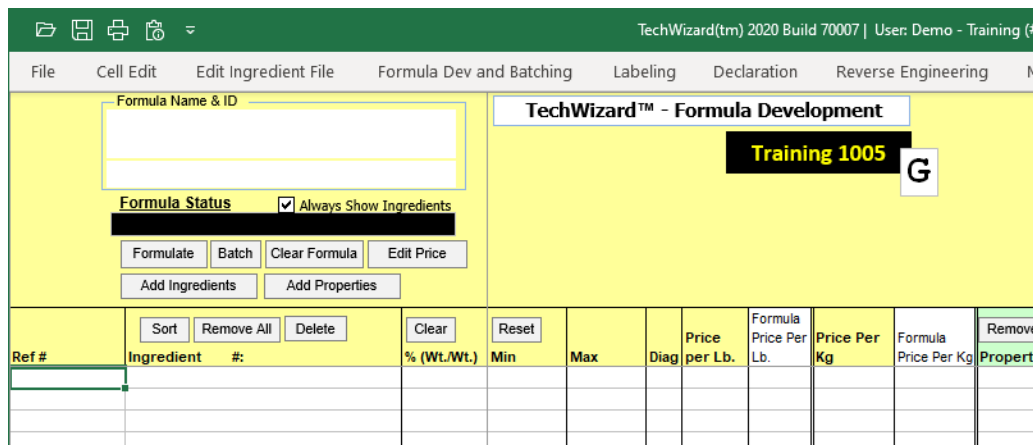 TechWizard(tm) 2020 Build 70007 | User: Demo - Training (#
File Cell Edit Edit Ingredient File Formula Dev and Batching Labeling Declaration Reverse Engineering
Formula Name & ID
TechWizard™ - Formula Development
Training 1005
G
Formula Status Always Show Ingredients
Formulate Batch Clear Formula Edit Price
Add Ingredients Add Properties
Sort Remove All Delete Clear Reset Remove
Ref # Ingredient #: % (Wt./Wt.) Min Max Diag Price per Lb. Formula Price Per Lb. Price Per Kg Formula Price Per Kg Propert